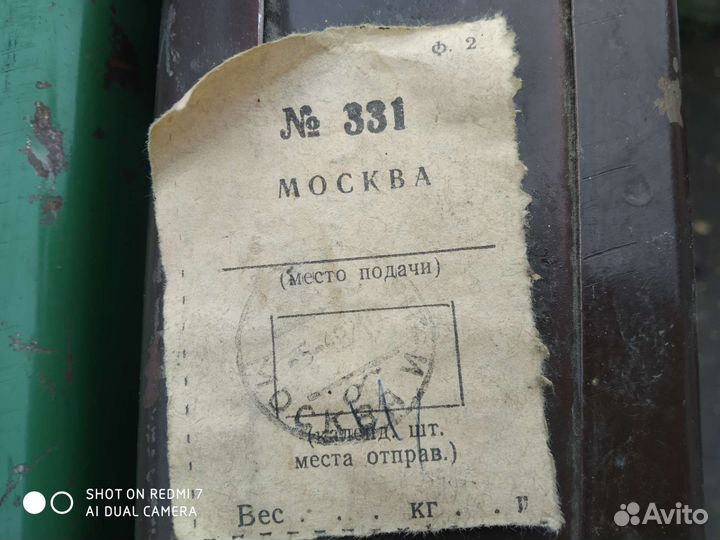 ф. 2
№ 331
МОСКВА
(место подачи)
МОСКВА
(календ. шт.
места отправ.)
Вес . . . . кг . . г
SHOT ON REDMI 7
AI DUAL CAMERA
Avito